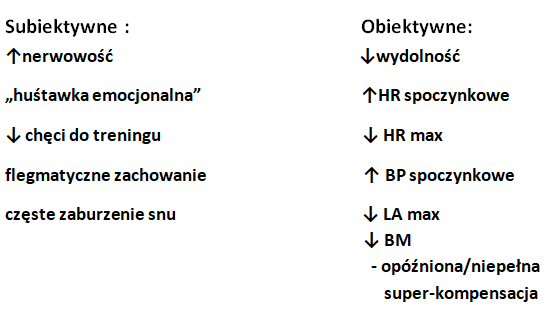 Subiektywne :
↑nerwowość
„huśtawka emocjonalna”
↓ chęci do treningu
flegmatyczne zachowanie
częste zaburzenie snu
Obiektywne:
↓wydolność
↑HR spoczynkowe
↓ HR max
↑ BP spoczynkowe
↓ LA max
↓ BM
- opóźniona/niepełna
super-kompensacja